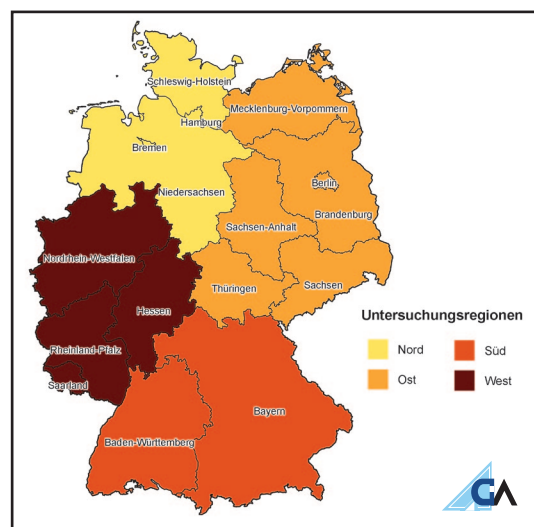 Schleswig-Holstein
Mecklenburg-Vorpommern
Hamburg
Bremen
Niedersachsen
Berlin
Brandenburg
Sachsen-Anhalt
Nordrhein-Westfalen
Hessen
Thüringen
Sachsen
Rheinland-Pfalz
Saarland
Bayern
Baden-Württemberg
Untersuchungsregionen
Nord
Süd
Ost
West
GA